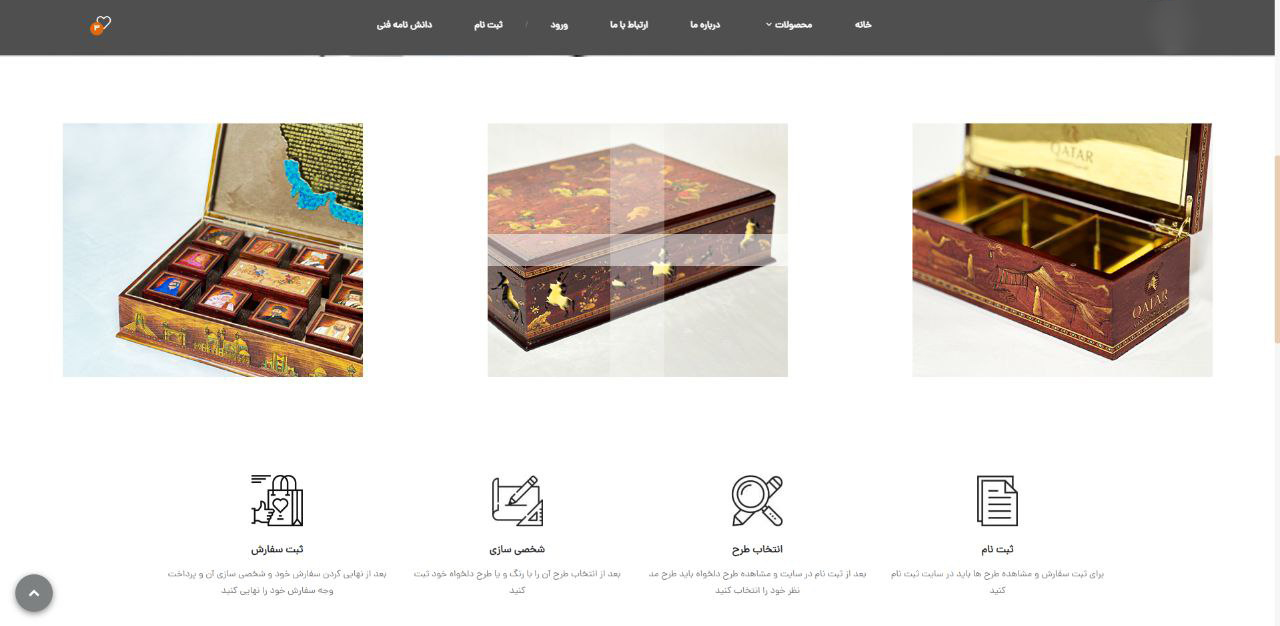 خانه
محصولات
درباره ما
ارتباط با ما
ورود
/
ثبت نام
دانش نامه فنی
۳
QATAR
QATAR
ثبت نام
برای ثبت سفارش و مشاهده طرح ها باید در سایت ثبت نام
کنید
انتخاب طرح
بعد از ثبت نام در سایت و مشاهده طرح دلخواه باید طرح مد
نظر خود را انتخاب کنید
شخصی سازی
بعد از انتخاب طرح آن را با رنگ و یا طرح دلخواه خود ثبت
کنید
ثبت سفارش
بعد از نهایی کردن سفارش خود و شخصی سازی آن و پرداخت
وجه سفارش خود را نهایی کنید